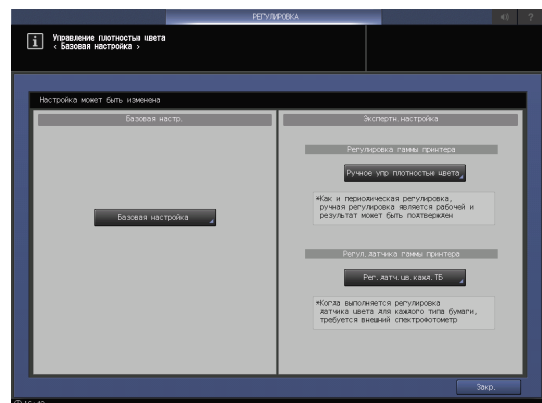 РЕГУЛИРОВКА
?
i
Управление плотностью цвета
< Базовая настройка >
Настройка может быть изменена
Базовая настр.
Базовая настройка
Экспертн.настройка
Регулировка гаммы принтера
Ручное упр плотностью цвета
*Как и периодическая регулировка,
ручная регулировка является рабочей и
результат может быть подтвержден
Регул.датчика гаммы принтера
Рег.датч.цв.кажд.ТБ
*Когда выполняется регулировка
датчика цвета для каждого типа бумаги,
требуется внешний спектрофотометр
Закр.